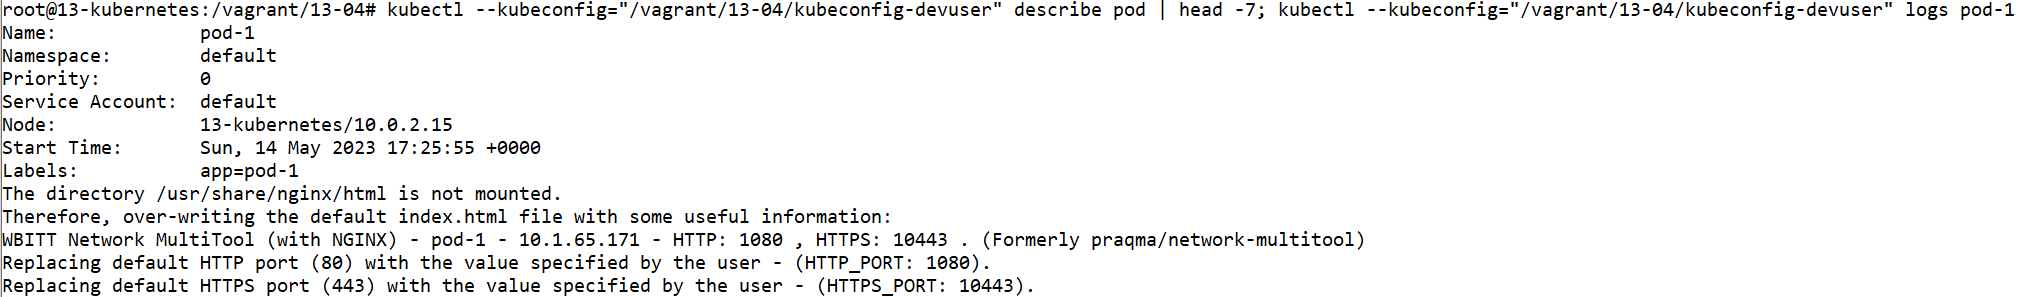 root@13-kubernetes:/vagrant/13-04# kubectl --kubeconfig="/vagrant/13-04/kubeconfig-devuser" describe pod | head -7; kubectl --kubeconfig="/vagrant/13-04/kubeconfig-devuser" logs pod-1
Name:             pod-1
Namespace:        default
Priority:         0
Service Account:  default
Node:             13-kubernetes/10.0.2.15
Start Time:       Sun, 14 May 2023 17:25:55 +0000
Labels:           app=pod-1
The directory /usr/share/nginx/html is not mounted.
Therefore, over-writing the default index.html file with some useful information:
WBITT Network MultiTool (with NGINX) - pod-1 - 10.1.65.171 - HTTP: 1080 , HTTPS: 10443 . (Formerly praqma/network-multitool)
Replacing default HTTP port (80) with the value specified by the user - (HTTP_PORT: 1080).
Replacing default HTTPS port (443) with the value specified by the user - (HTTPS_PORT: 10443).